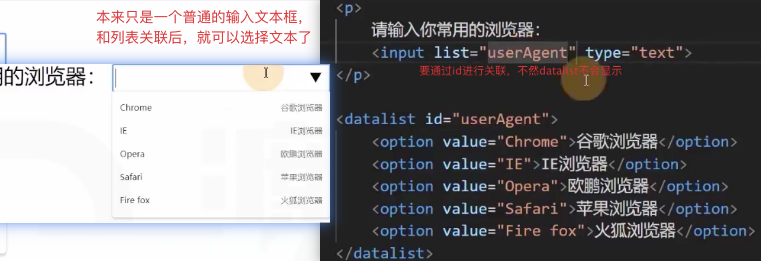 本来只是一个普通的输入文本框，
和列表关联后，就可以选择文本了
用的浏览器：
Chrome 谷歌浏览器
IE IE浏览器
Opera 欧鹏浏览器
Safari 苹果浏览器
Fire fox 火狐浏览器
<p>
请输入你常用的浏览器：
<input list="userAgent" type="text">
</p>
要通过id进行关联，不然datalist不会显示
<datalist id="userAgent">
<option value="Chrome">谷歌浏览器</option>
<option value="IE">IE浏览器</option>
<option value="Opera">欧鹏浏览器</option>
<option value="Safari">苹果浏览器</option>
<option value="Fire fox">火狐浏览器</option>
</datalist>